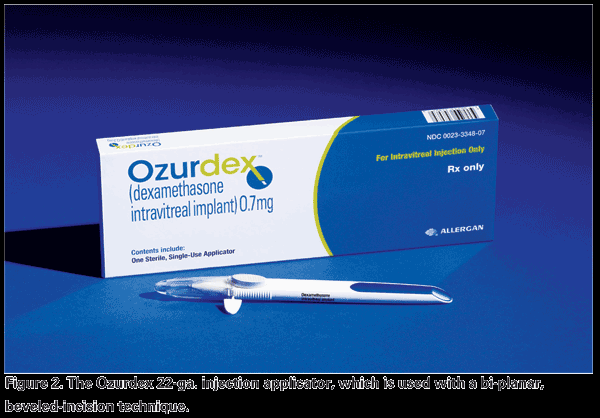 NDC 0023-3348-07
For Intravitreal Injection Only
Rx only
Ozurdex™
(dexamethasone
intravitreal implant) 0.7mg
ALLERGAN
Contents include:
One Sterile, Single-Use Applicator
Dexamethasone
Figure 2. The Ozurdex 22-ga. injection applicator, which is used with a bi-planar,
beveled-incision technique.